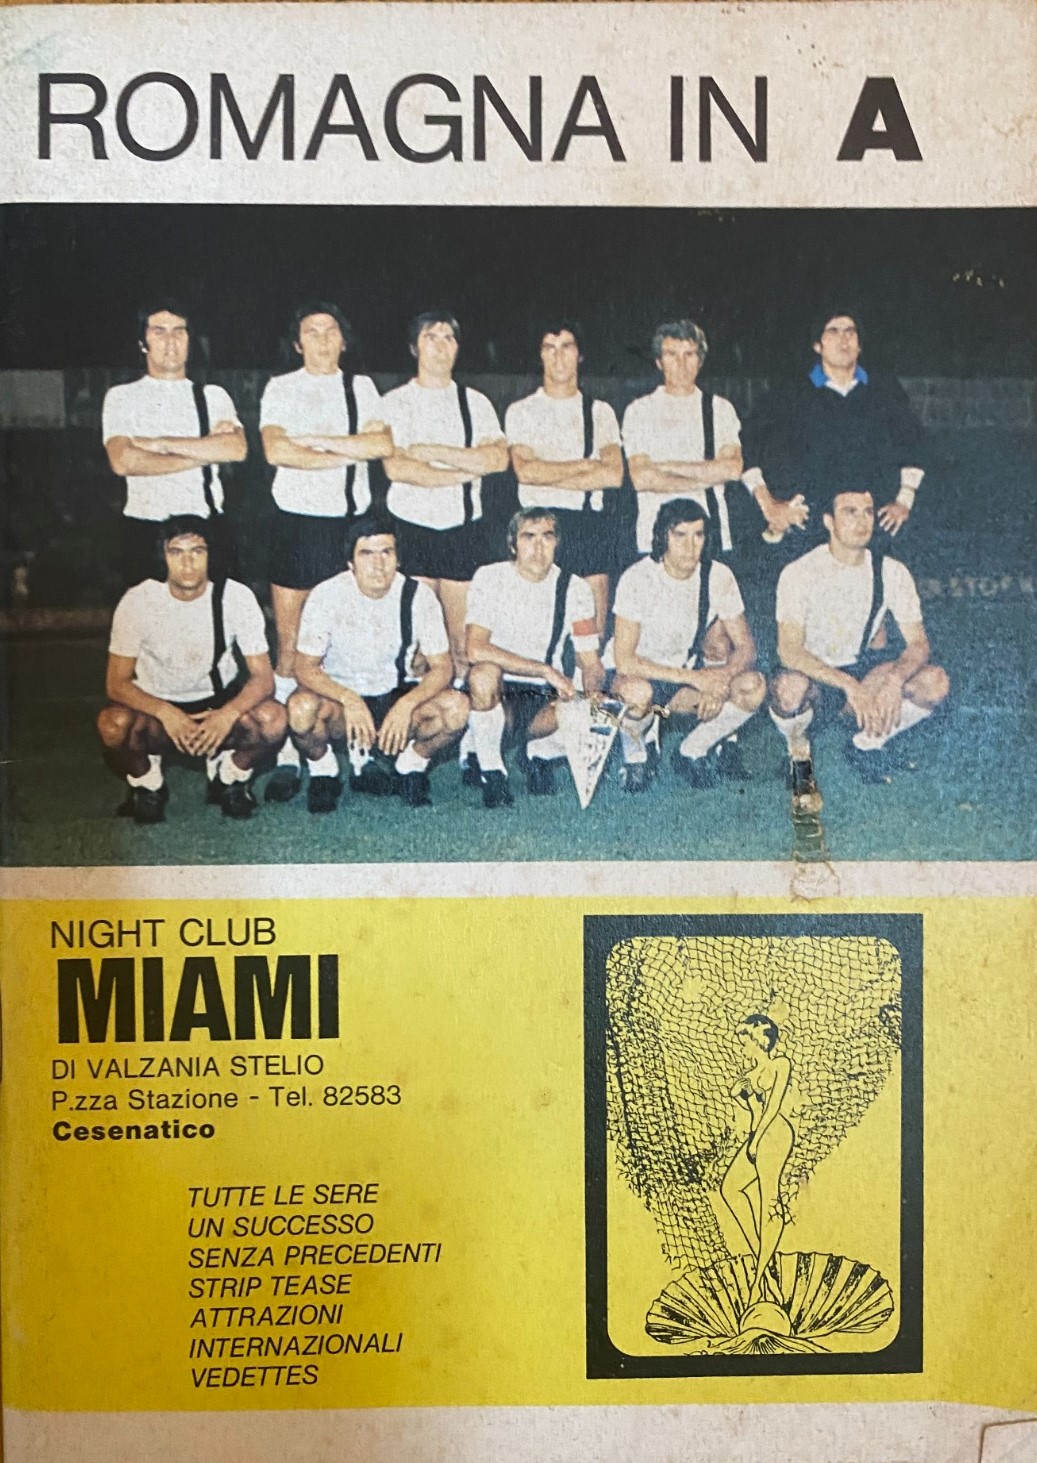 ROMAGNA IN A
NIGHT CLUB
MIAMI
DI VALZANIA STELIO
P.zza Stazione - Tel. 82583
Cesenatico
TUTTE LE SERE
UN SUCCESSO
SENZA PRECEDENTI
STRIP TEASE
ATTRAZIONI
INTERNAZIONALI
VEDETTES